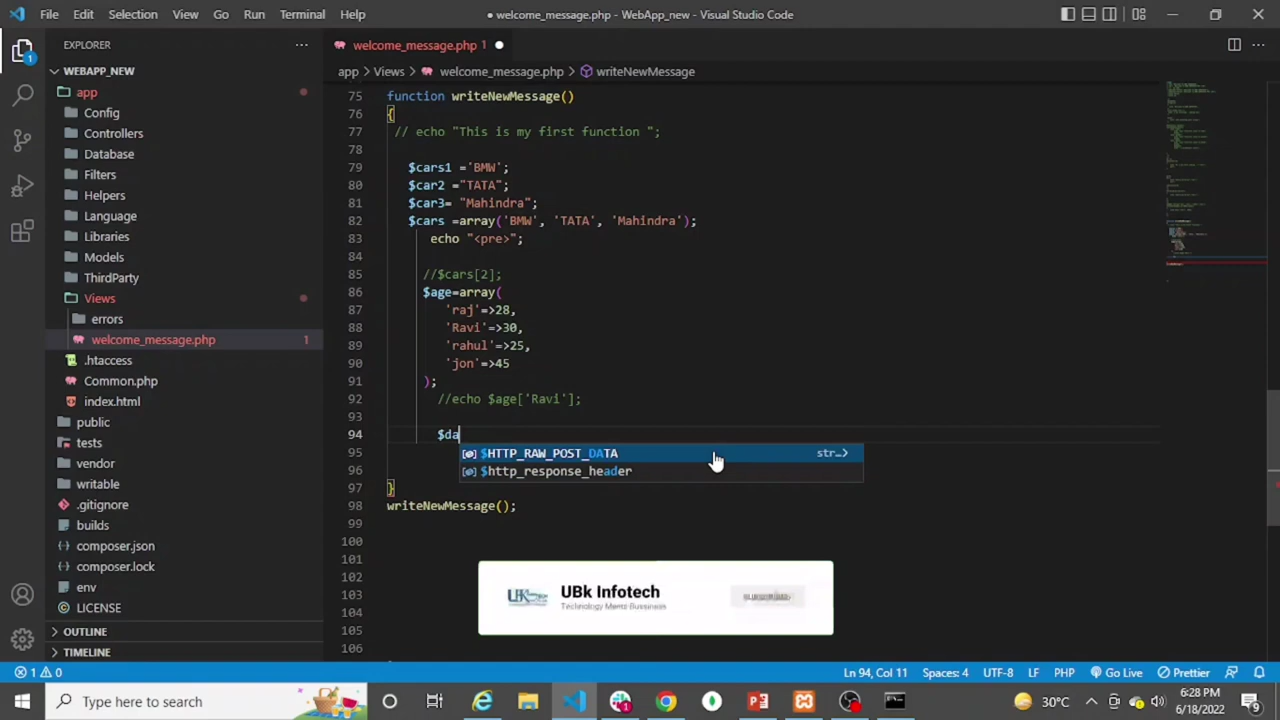 File Edit Selection View Go Run Terminal Help
● welcome_message.php - WebApp_new - Visual Studio Code
EXPLORER
WEBAPP_NEW
app
Config
Controllers
Database
Filters
Helpers
Language
Libraries
Models
ThirdParty
Views
errors
welcome_message.php 1
.htaccess
Common.php
index.html
public
tests
vendor
writable
.gitignore
builds
composer.json
composer.lock
env
LICENSE
OUTLINE
TIMELINE
welcome_message.php 1
app > Views > welcome_message.php > writeNewMessage
75 function writeNewMessage()
76 {
77 // echo "This is my first function ";
78
79 $cars1 ='BMW';
80 $car2 ="TATA";
81 $car3= "Mahindra";
82 $cars =array('BMW', 'TATA', 'Mahindra');
83 echo "<pre>";
84
85 //$cars[2];
86 $age=array(
87 'raj'=>28,
88 'Ravi'=>30,
89 'rahul'=>25,
90 'jon'=>45
91 );
92 //echo $age['Ravi'];
93
94 $da
95 $HTTP_RAW_POST_DATA str...>
96 $http_response_header
97 }
98 writeNewMessage();
99
100
101
102
103
104
105
106
UBk Infotech
UBK
Technology Meets Bussiness
1 0
Ln 94, Col 11 Spaces: 4 UTF-8 LF PHP Go Live Prettier
Type here to search
30°C
6:28 PM
6/18/2022
9